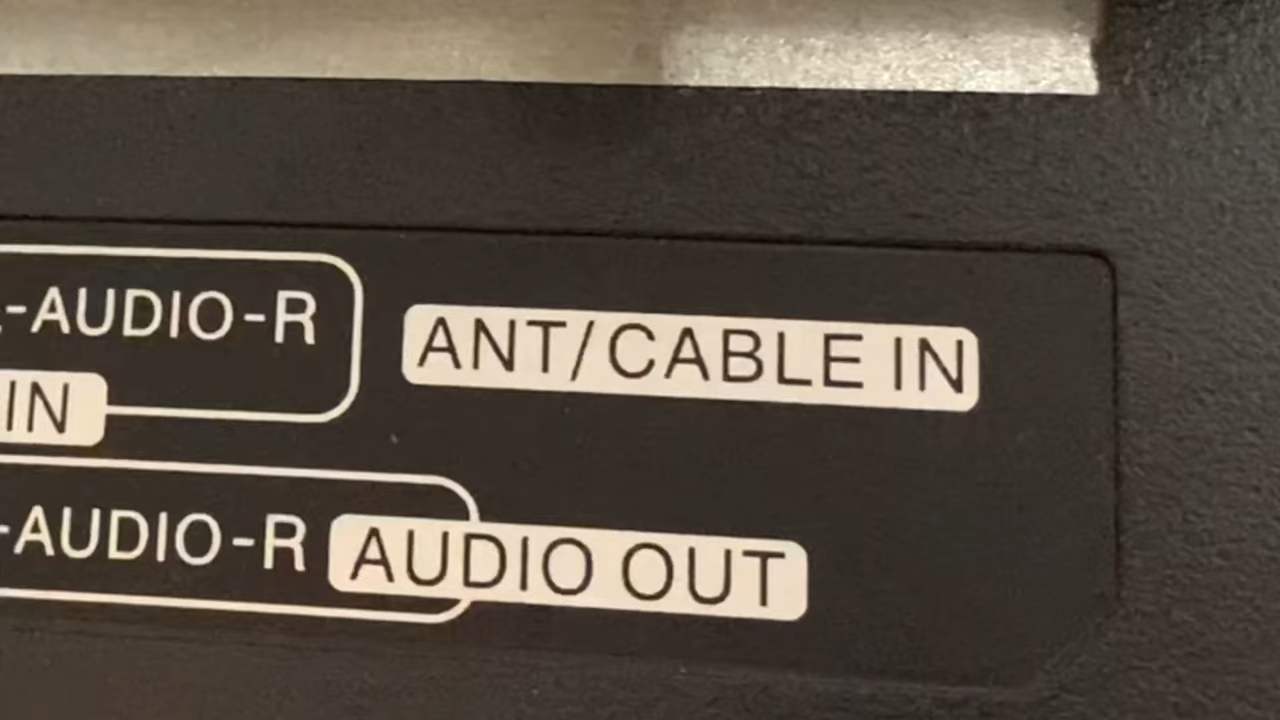 -AUDIO-R
ANT/CABLE IN
IN
-AUDIO-R
AUDIO OUT